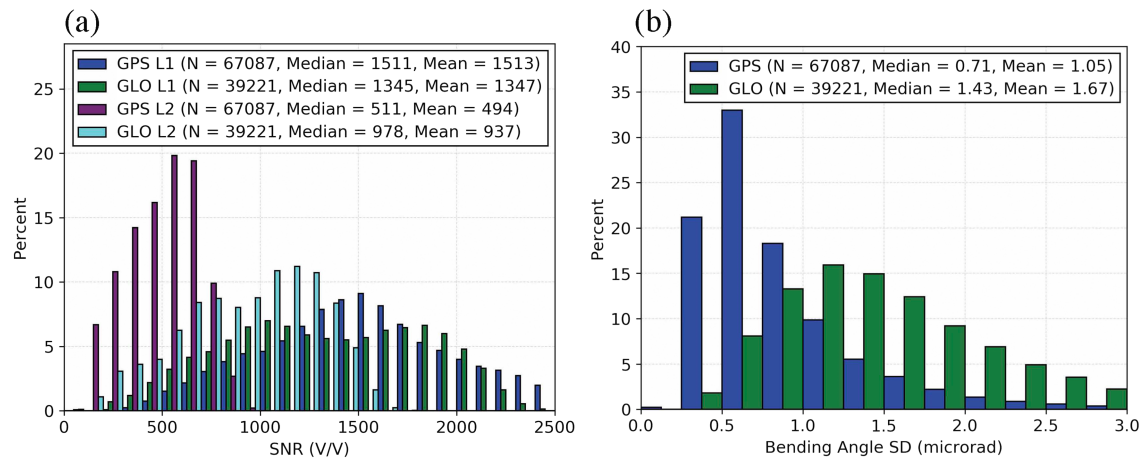 (a)
GPS L1 (N = 67087, Median = 1511, Mean = 1513)
GLO L1 (N = 39221, Median = 1345, Mean = 1347)
GPS L2 (N = 67087, Median = 511, Mean = 494)
GLO L2 (N = 39221, Median = 978, Mean = 937)
25
20
15
10
5
0
Percent
0 500 1000 1500 2000 2500
SNR (V/V)
(b)
GPS (N = 67087, Median = 0.71, Mean = 1.05)
GLO (N = 39221, Median = 1.43, Mean = 1.67)
40
35
30
25
20
15
10
5
0
Percent
0.0 0.5 1.0 1.5 2.0 2.5 3.0
Bending Angle SD (microrad)